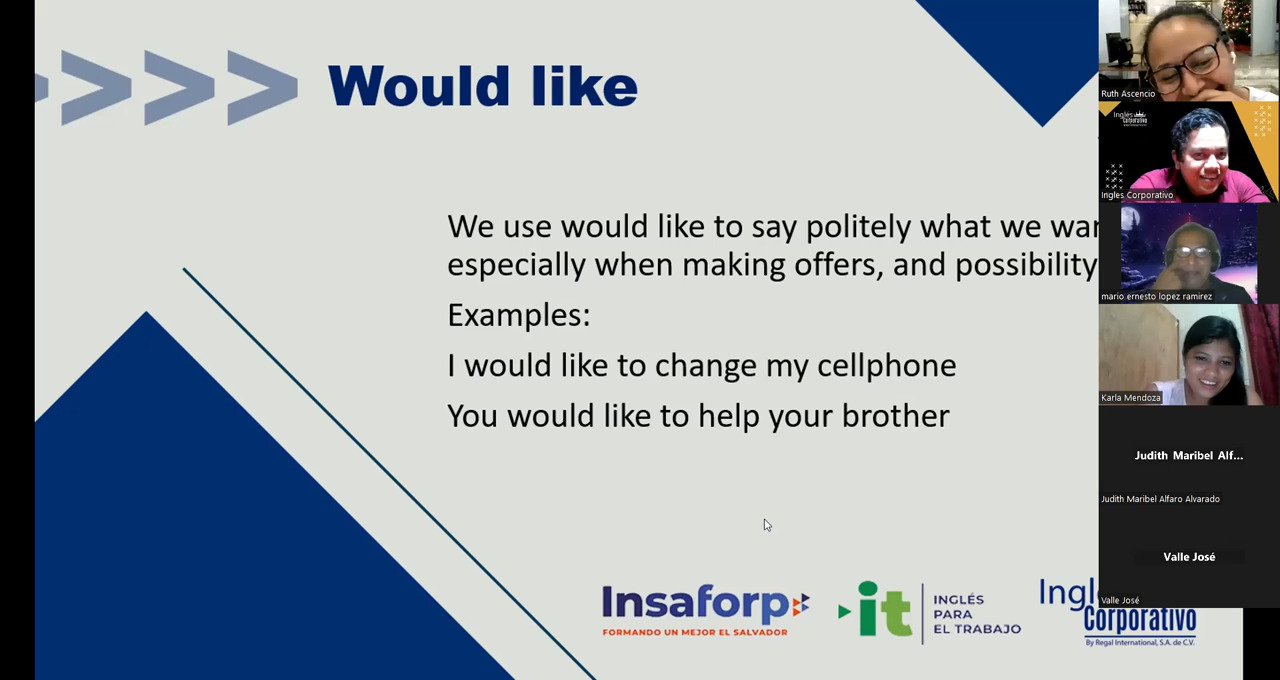 >>>> Would like
We use would like to say politely what we wan
especially when making offers, and possibility
Examples:
I would like to change my cellphone
You would like to help your brother
Insaforp
FORMANDO UN MEJOR EL SALVADOR
it
INGLÉS
PARA
EL TRABAJO
Ingl
Corporativo
By Regal International, S.A. de C.V.
Ruth Ascencio
Inglés
Corporativo
Ingles Corporativo
mario ernesto lopez ramirez
Karla Mendoza
Judith Maribel Alf...
Judith Maribel Alfaro Alvarado
Valle José
Valle José